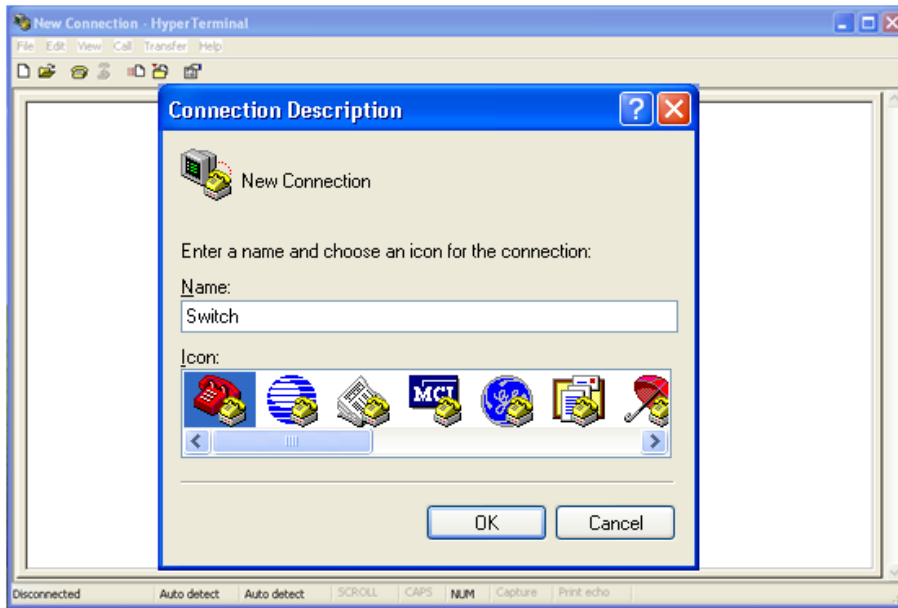 New Connection - HyperTerminal
File Edit View Call Transfer Help
Connection Description
New Connection
Enter a name and choose an icon for the connection:
Name:
Switch
Icon:
MCI
OK Cancel
Disconnected Auto detect Auto detect SCROLL CAPS NUM Capture Print echo